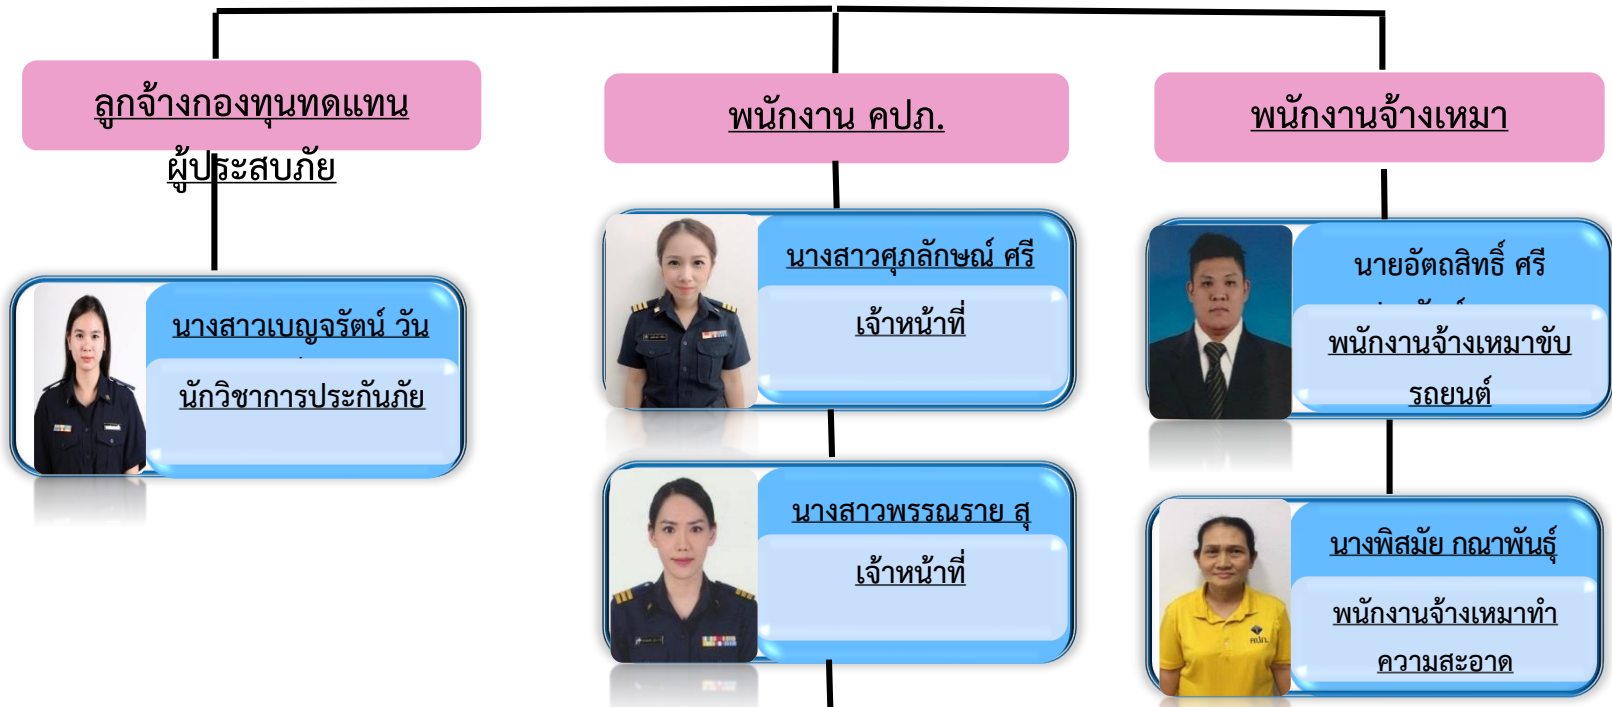 ลูกจ้างกองทุนทดแทน
ผู้ประสบภัย
นางสาวเบญจรัตน์ วัน
นักวิชาการประกันภัย
พนักงาน คปภ.
นางสาวศุภลักษณ์ ศรี
เจ้าหน้าที่
นางสาวพรรณราย สุ
เจ้าหน้าที่
พนักงานจ้างเหมา
นายอัตถสิทธิ์ ศรี
พนักงานจ้างเหมาขับ
รถยนต์
นางพิสมัย กณาพันธุ์
พนักงานจ้างเหมาทำ
ความสะอาด
คปภ.